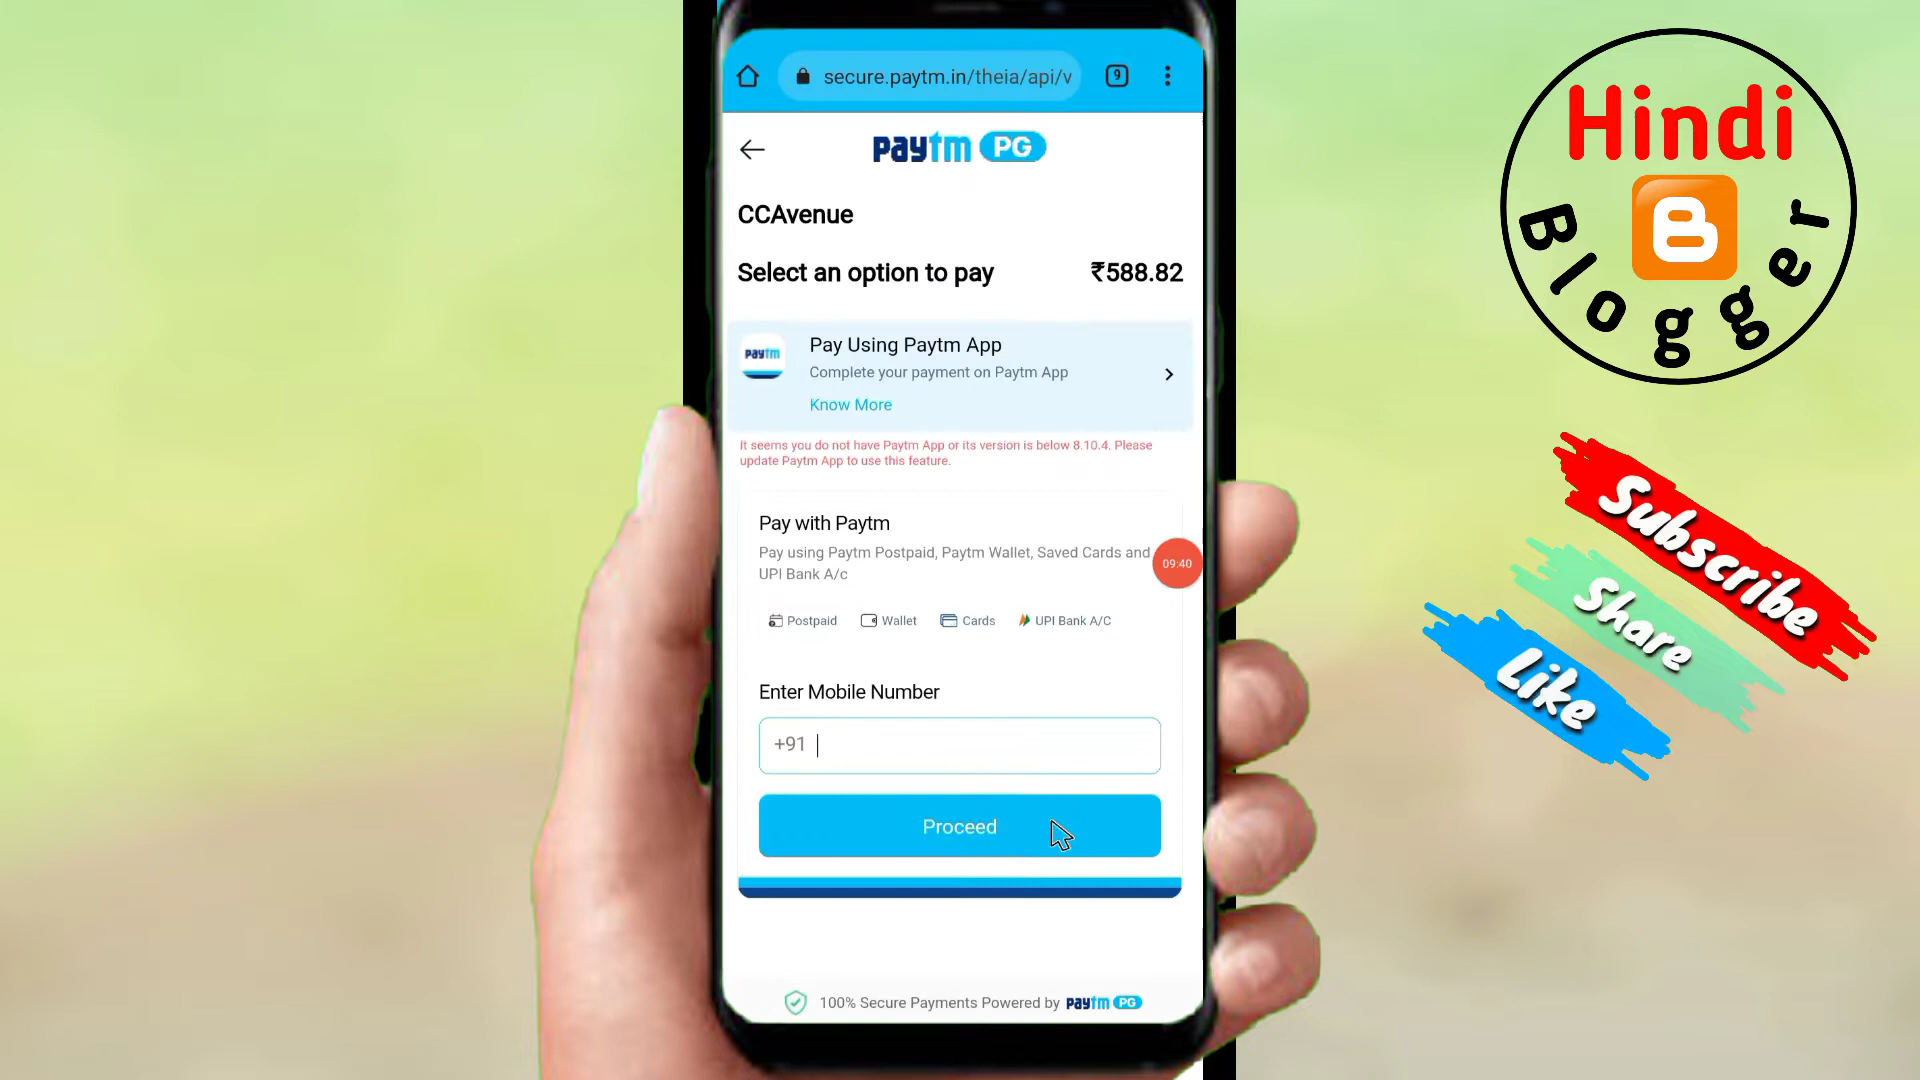 9
secure.paytm.in/theia/api/v
paytm PG
CCAvenue
Select an option to pay ₹588.82
paytm
Pay Using Paytm App
Complete your payment on Paytm App
Know More
It seems you do not have Paytm App or its version is below 8.10.4. Please
update Paytm App to use this feature.
Pay with Paytm
Pay using Paytm Postpaid, Paytm Wallet, Saved Cards and
UPI Bank A/c
09:40
Postpaid Wallet Cards UPI Bank A/C
Enter Mobile Number
+91
Proceed
100% Secure Payments Powered by paytm PG
Hindi
B
Blogger
Subscribe
Share
Like